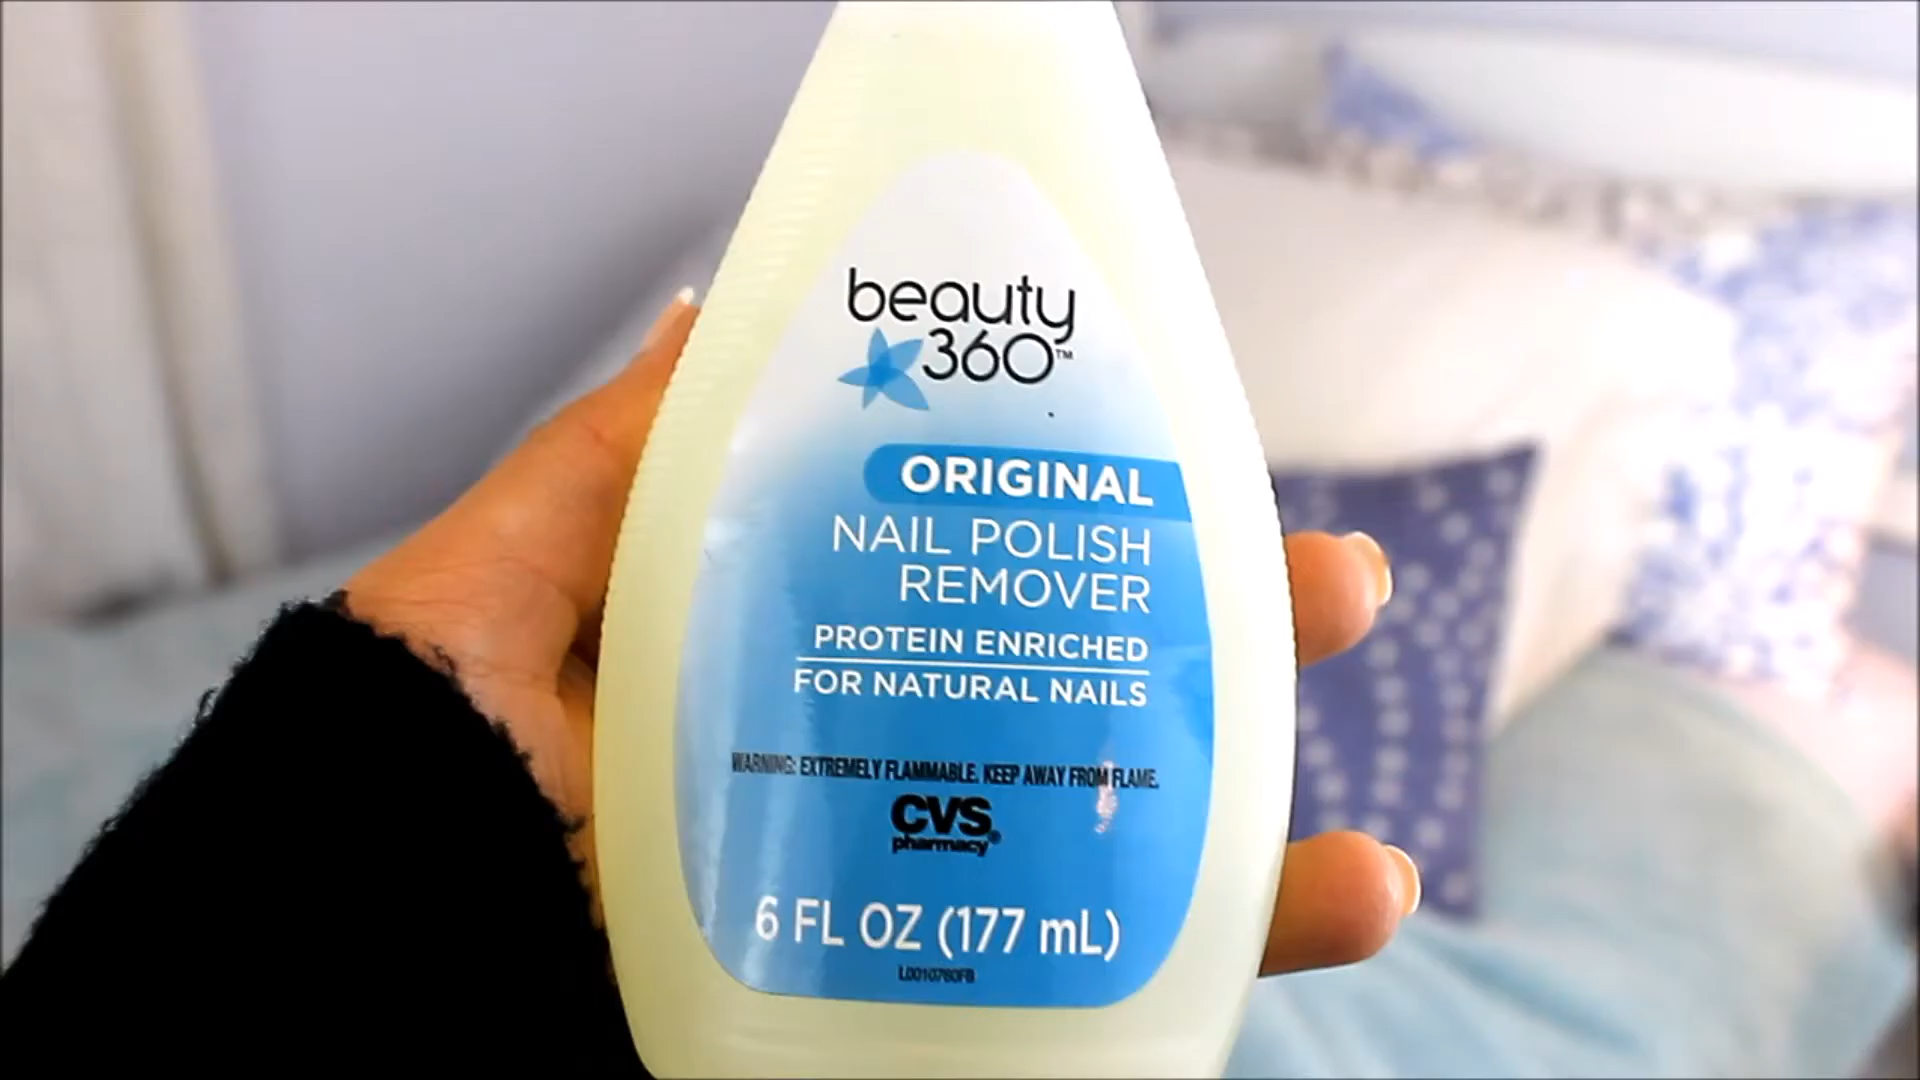 beauty
360™
ORIGINAL
NAIL POLISH
REMOVER
PROTEIN ENRICHED
FOR NATURAL NAILS
WARNING: EXTREMELY FLAMMABLE. KEEP AWAY FROM FLAME.
CVS
pharmacy®
6 FL OZ (177 mL)
L0010760FB